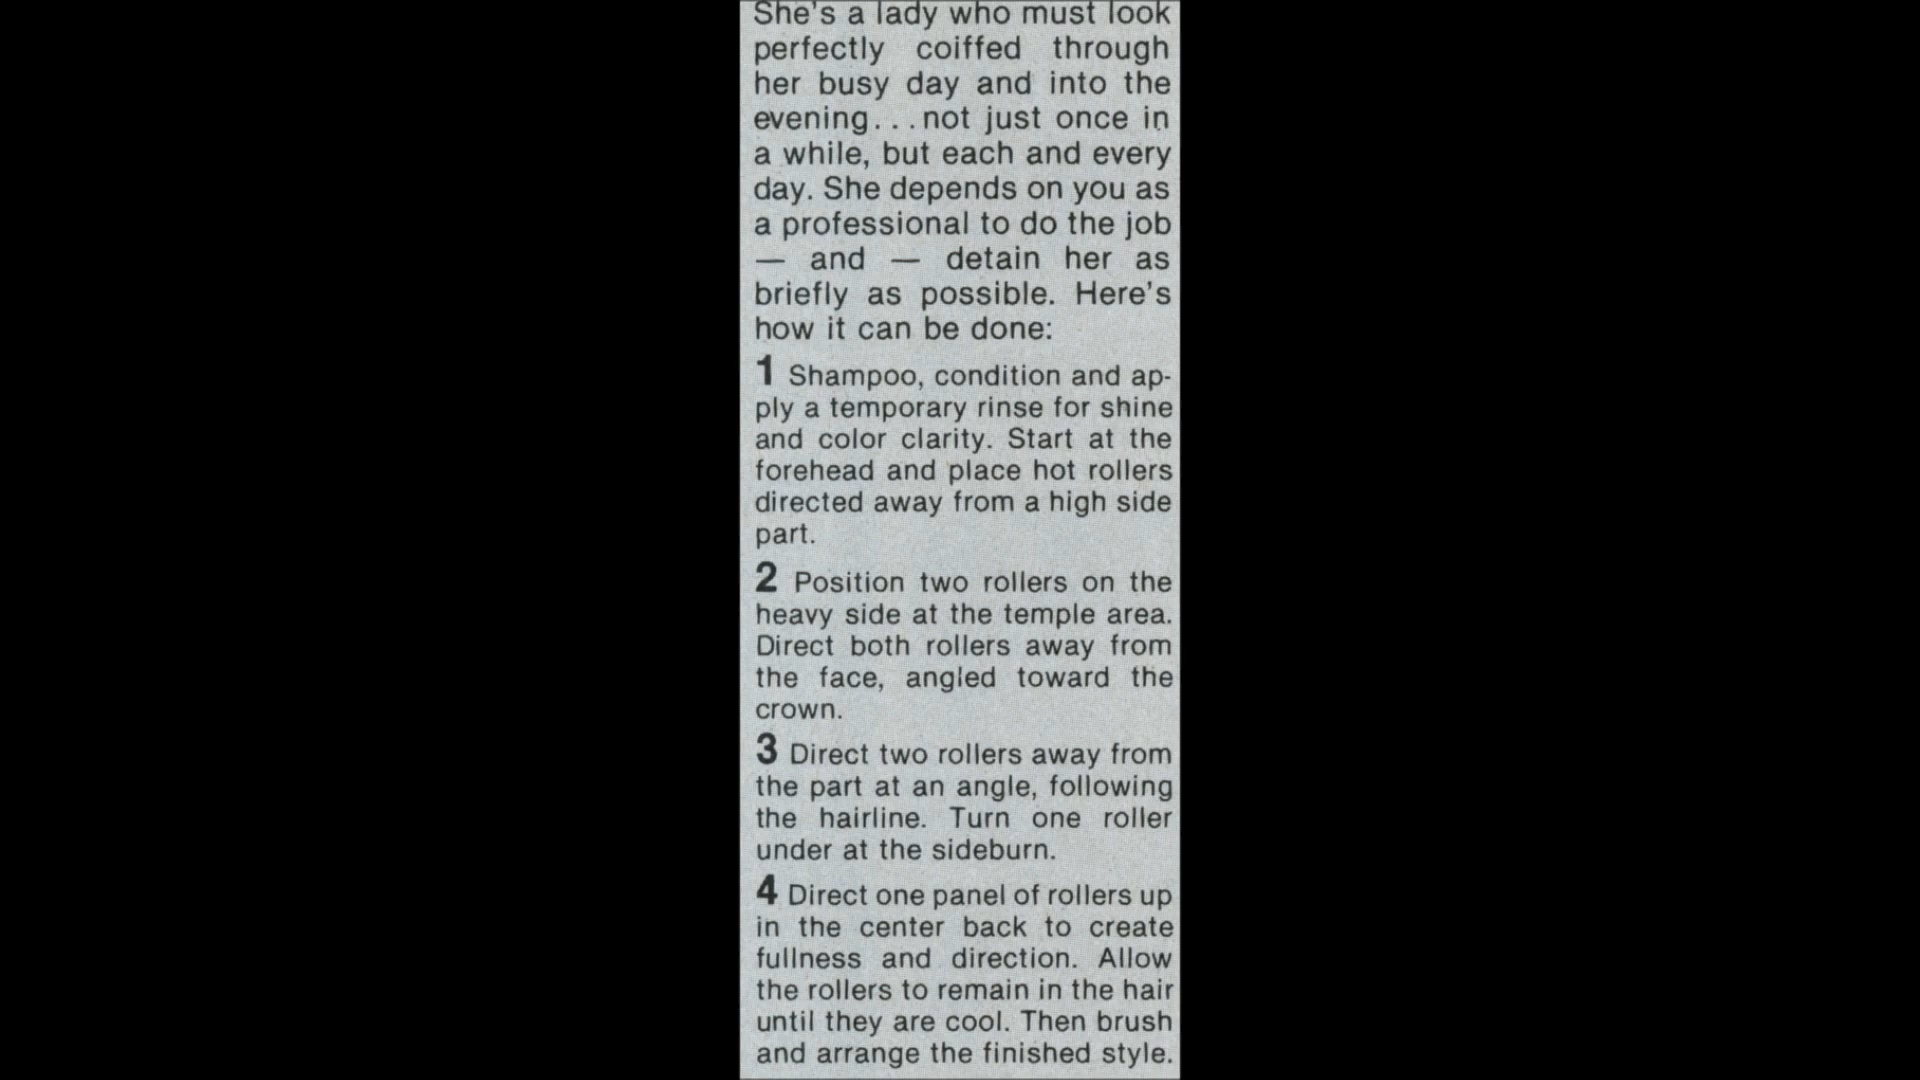 She's a lady who must look
perfectly coiffed through
her busy day and into the
evening...not just once in
a while, but each and every
day. She depends on you as
a professional to do the job
— and — detain her as
briefly as possible. Here's
how it can be done:
1 Shampoo, condition and ap-
ply a temporary rinse for shine
and color clarity. Start at the
forehead and place hot rollers
directed away from a high side
part.
2 Position two rollers on the
heavy side at the temple area.
Direct both rollers away from
the face, angled toward the
crown.
3 Direct two rollers away from
the part at an angle, following
the hairline. Turn one roller
under at the sideburn.
4 Direct one panel of rollers up
in the center back to create
fullness and direction. Allow
the rollers to remain in the hair
until they are cool. Then brush
and arrange the finished style.